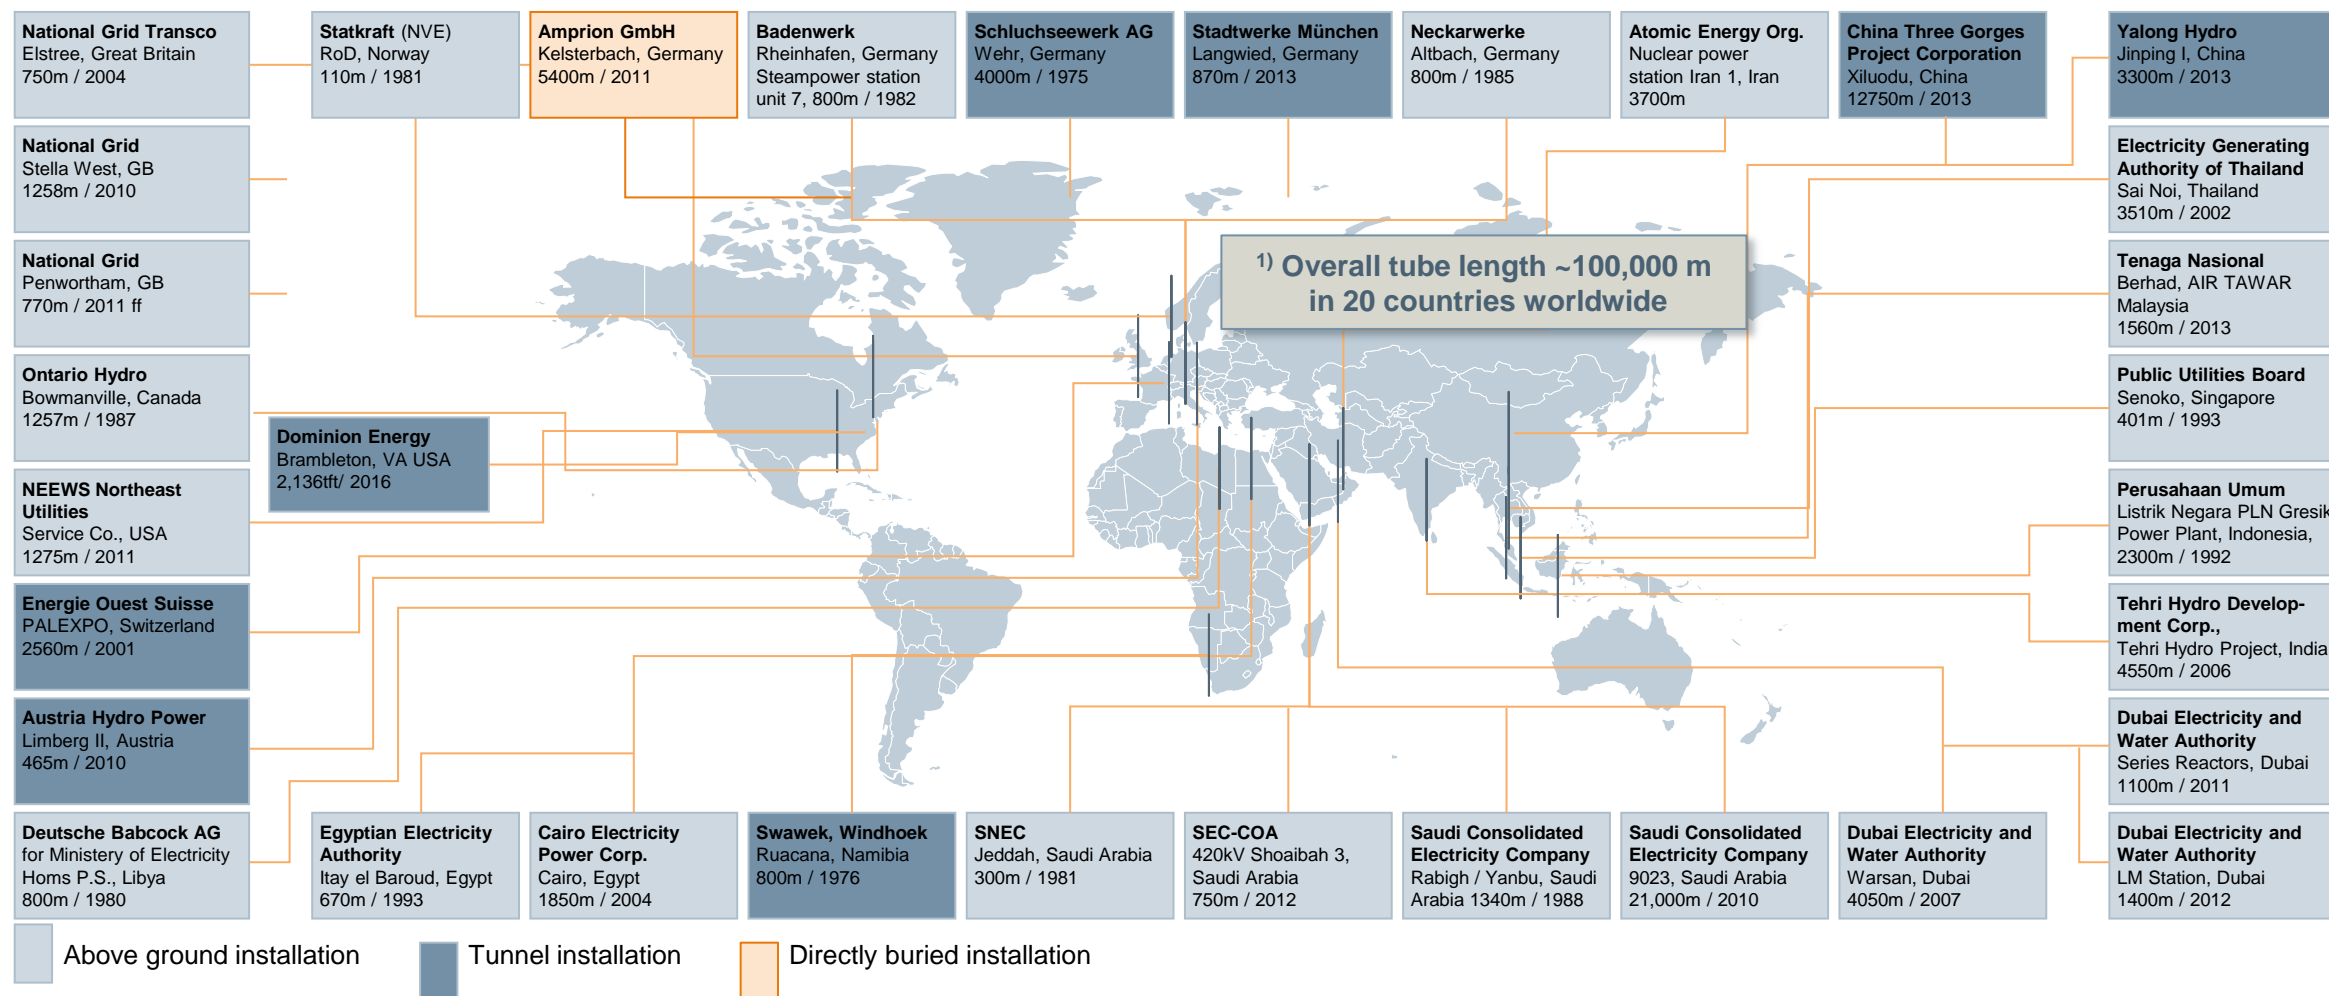 National Grid Transco
Elstree, Great Britain
750m / 2004
Statkraft (NVE)
RoD, Norway
110m / 1981
Amprion GmbH
Kelsterbach, Germany
5400m / 2011
Badenwerk
Rheinhafen, Germany
Steampower station
unit 7, 800m / 1982
Schluchseewerk AG
Wehr, Germany
4000m / 1975
Stadtwerke München
Langwied, Germany
870m / 2013
Neckarwerke
Altbach, Germany
800m / 1985
Atomic Energy Org.
Nuclear power
station Iran 1, Iran
3700m
China Three Gorges
Project Corporation
Xiluodu, China
12750m / 2013
Yalong Hydro
Jinping I, China
3300m / 2013
National Grid
Stella West, GB
1258m / 2010
Electricity Generating
Authority of Thailand
Sai Noi, Thailand
3510m / 2002
National Grid
Penwortham, GB
770m / 2011 ff
1) Overall tube length ~100,000 m
in 20 countries worldwide
Tenaga Nasional
Berhad, AIR TAWAR
Malaysia
1560m / 2013
Ontario Hydro
Bowmanville, Canada
1257m / 1987
Public Utilities Board
Senoko, Singapore
401m / 1993
Dominion Energy
Brambleton, VA USA
2,136tft/ 2016
NEEWS Northeast
Utilities
Service Co., USA
1275m / 2011
Perusahaan Umum
Listrik Negara PLN Gresik
Power Plant, Indonesia,
2300m / 1992
Energie Ouest Suisse
PALEXPO, Switzerland
2560m / 2001
Tehri Hydro Develop-
ment Corp.,
Tehri Hydro Project, India
4550m / 2006
Austria Hydro Power
Limberg II, Austria
465m / 2010
Dubai Electricity and
Water Authority
Series Reactors, Dubai
1100m / 2011
Deutsche Babcock AG
for Ministry of Electricity
Homs P.S., Libya
800m / 1980
Egyptian Electricity
Authority
Itay el Baroud, Egypt
670m / 1993
Cairo Electricity
Power Corp.
Cairo, Egypt
1850m / 2004
Swawek, Windhoek
Ruacana, Namibia
800m / 1976
SNEC
Jeddah, Saudi Arabia
300m / 1981
SEC-COA
420kV Shoaibah 3,
Saudi Arabia
750m / 2012
Saudi Consolidated
Electricity Company
Rabigh / Yanbu, Saudi
Arabia 1340m / 1988
Saudi Consolidated
Electricity Company
9023, Saudi Arabia
21,000m / 2010
Dubai Electricity and
Water Authority
Warsan, Dubai
4050m / 2007
Dubai Electricity and
Water Authority
LM Station, Dubai
1400m / 2012
Above ground installation
Tunnel installation
Directly buried installation